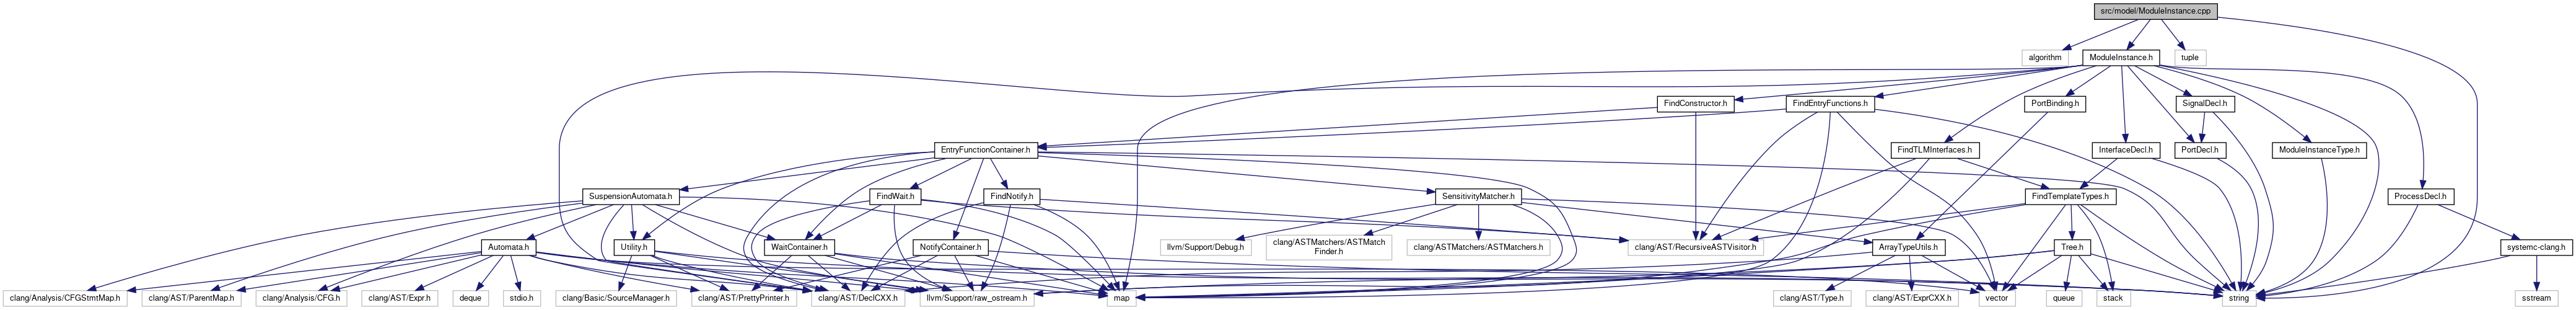 src/model/ModuleInstance.cpp
algorithm
ModuleInstance.h
tuple
FindConstructor.h
FindEntryFunctions.h
PortBinding.h
SignalDecl.h
EntryFunctionContainer.h
FindTLMInterfaces.h
InterfaceDecl.h
PortDecl.h
ModuleInstanceType.h
SuspensionAutomata.h
FindWait.h
FindNotify.h
SensitivityMatcher.h
FindTemplateTypes.h
ProcessDecl.h
Automata.h
Utility.h
WaitContainer.h
NotifyContainer.h
llvm/Support/Debug.h
clang/ASTMatchers/ASTMatch
Finder.h
clang/ASTMatchers/ASTMatchers.h
clang/AST/RecursiveASTVisitor.h
ArrayTypeUtils.h
Tree.h
systemc-clang.h
clang/Analysis/CFGStmtMap.h
clang/AST/ParentMap.h
clang/Analysis/CFG.h
clang/AST/Expr.h
deque
stdio.h
clang/Basic/SourceManager.h
clang/AST/PrettyPrinter.h
clang/AST/DeclCXX.h
llvm/Support/raw_ostream.h
map
clang/AST/Type.h
clang/AST/ExprCXX.h
vector
queue
stack
string
sstream